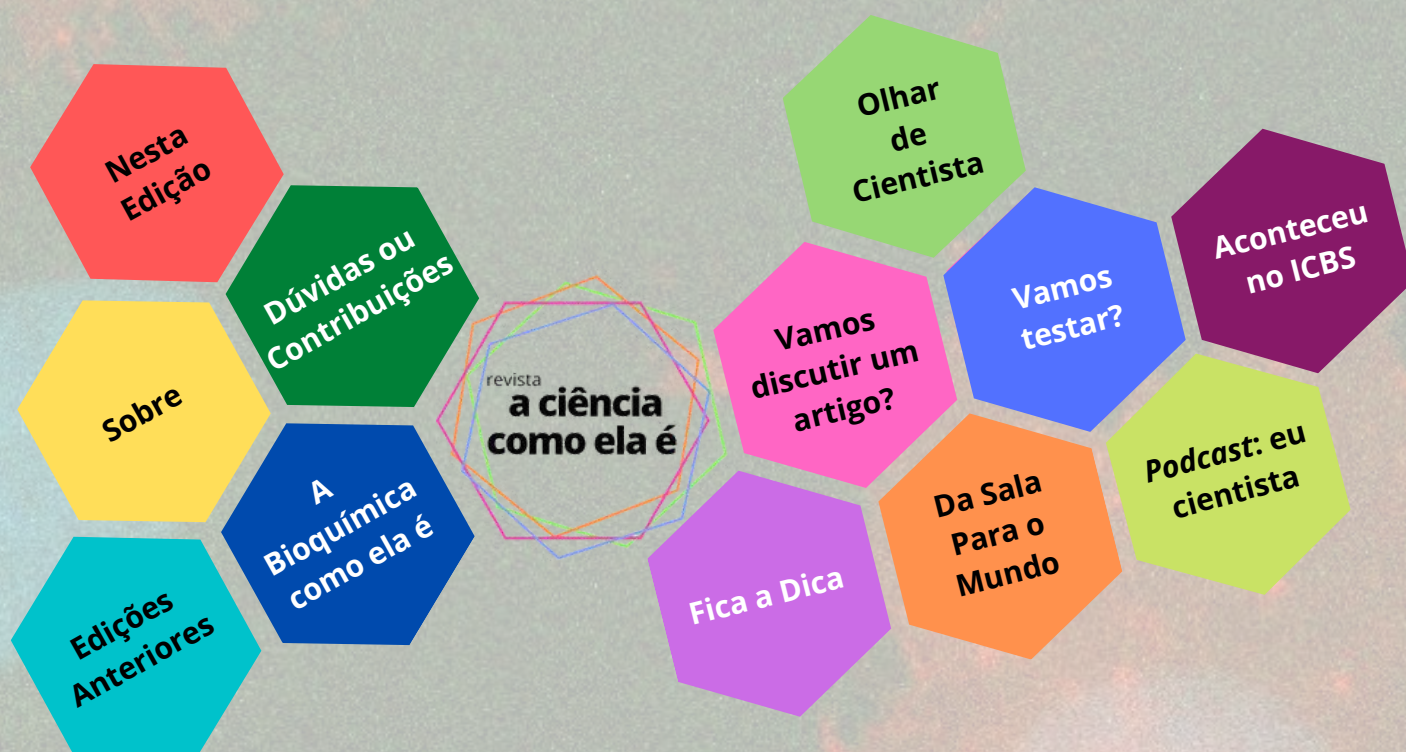 Nesta
Edição
Dúvidas ou
Contribuições
Sobre
A
Bioquímica
como ela é
Edições
Anteriores
revista
a ciência
como ela é
Olhar
de
Cientista
Vamos
discutir um
artigo?
Vamos
testar?
Aconteceu
no ICBS
Podcast: eu
cientista
Da Sala
Para o
Mundo
Fica a Dica